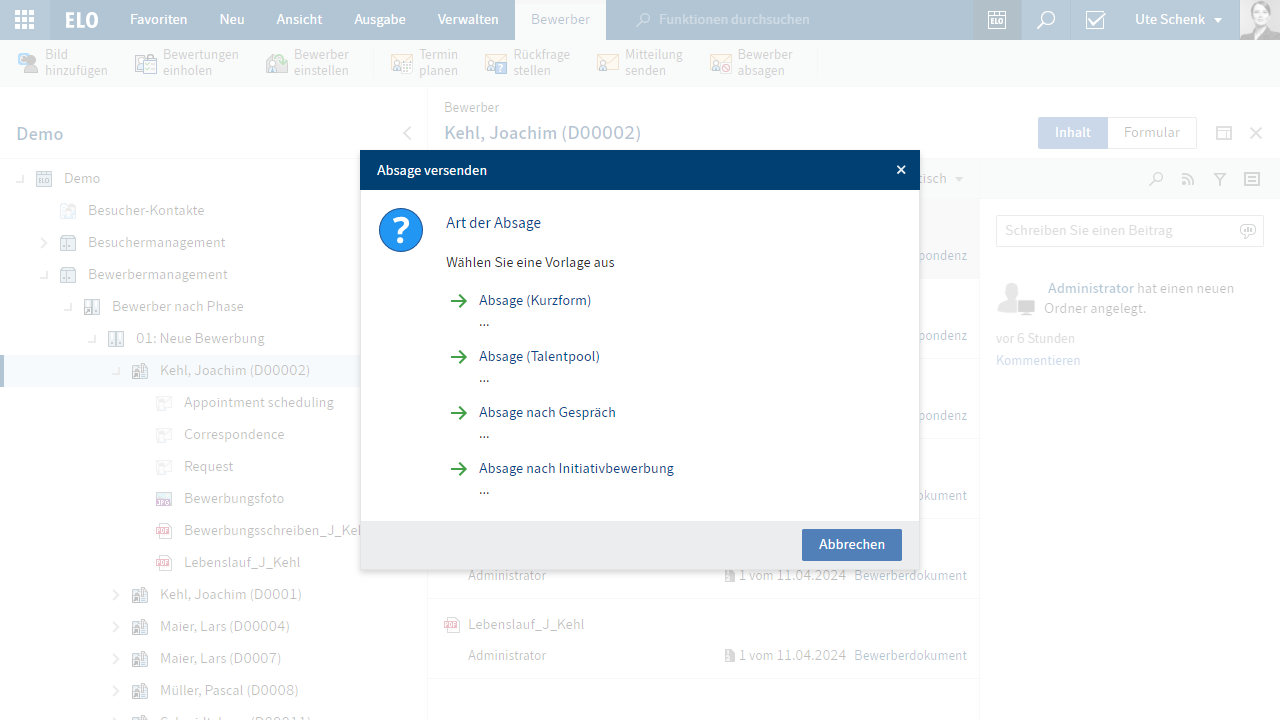 ELO Favoriten Neu Ansicht Ausgabe Verwalten Bewerber Funktionen durchsuchen ELO Ute Schenk
Bild hinzufügen
Bewertungen einholen
Bewerber einstellen
Termin planen
Rückfrage stellen
Mitteilung senden
Bewerber absagen
Demo
Demo
Besucher-Kontakte
Besuchermanagement
Bewerbermanagement
Bewerber nach Phase
01: Neue Bewerbung
Kehl, Joachim (D00002)
Appointment scheduling
Correspondence
Request
Bewerbungsfoto
Bewerbungsschreiben_J_Keh
Lebenslauf_J_Kehl
Kehl, Joachim (D0001)
Maier, Lars (D00004)
Maier, Lars (D0007)
Müller, Pascal (D0008)
Bewerber
Kehl, Joachim (D00002)
Inhalt Formular
tisch
pondenz
pondenz
pondenz
kument
Administrator 1 vom 11.04.2024 Bewerberdokument
Lebenslauf_J_Kehl
Administrator 1 vom 11.04.2024 Bewerberdokument
Schreiben Sie einen Beitrag
Administrator hat einen neuen
Ordner angelegt.
vor 6 Stunden
Kommentieren
Absage versenden
Art der Absage
Wählen Sie eine Vorlage aus
Absage (Kurzform)
...
Absage (Talentpool)
...
Absage nach Gespräch
...
Absage nach Initiativbewerbung
...
Abbrechen